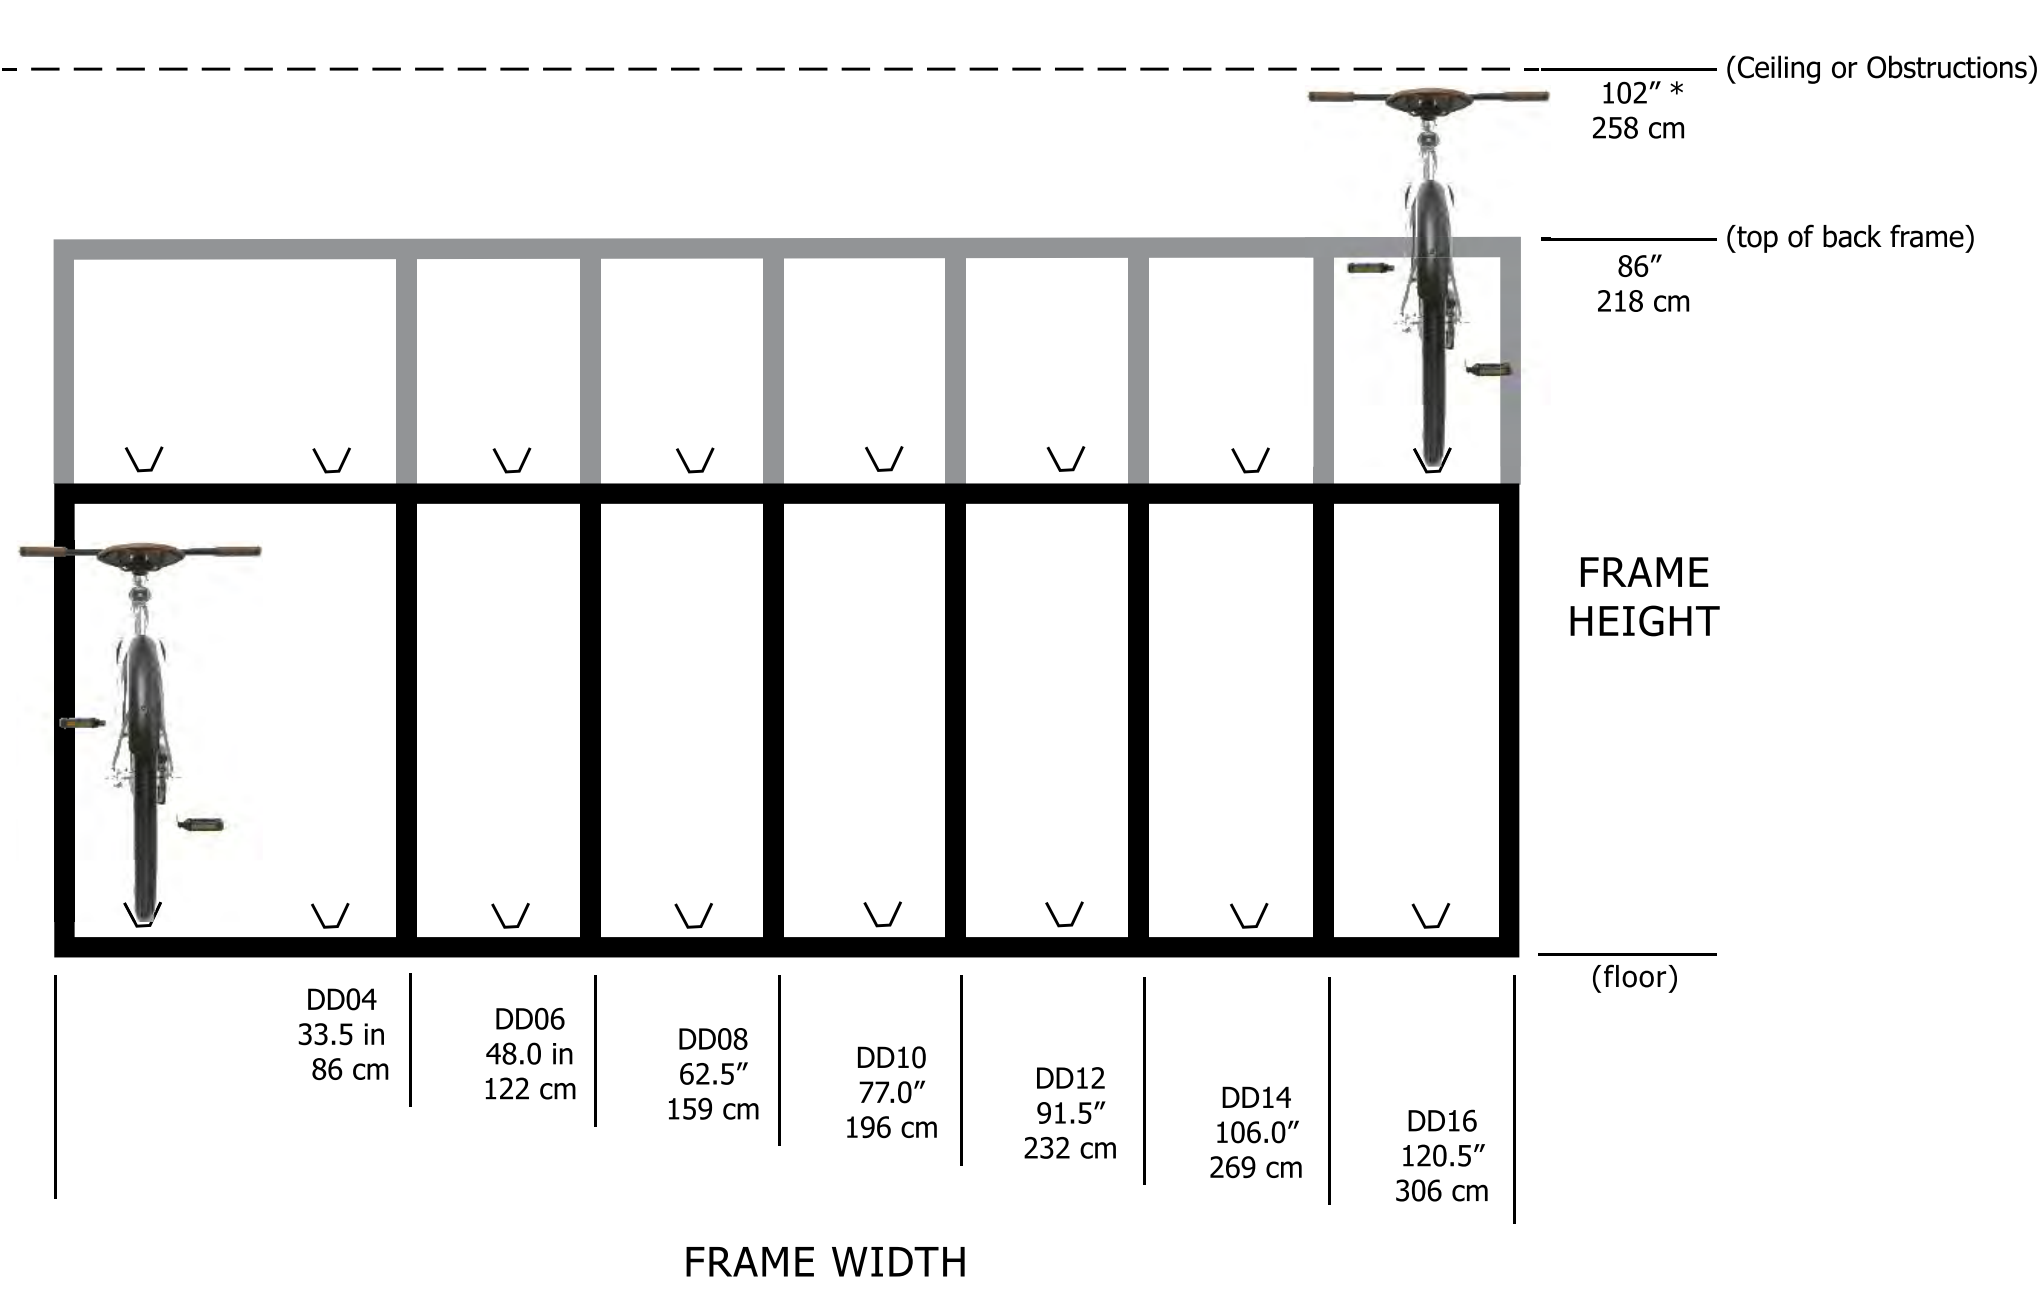 (Ceiling or Obstructions)
102” *
258 cm
(top of back frame)
86”
218 cm
FRAME
HEIGHT
(floor)
DD04
33.5 in
86 cm
DD06
48.0 in
122 cm
DD08
62.5”
159 cm
DD10
77.0”
196 cm
DD12
91.5”
232 cm
DD14
106.0”
269 cm
DD16
120.5”
306 cm
FRAME WIDTH